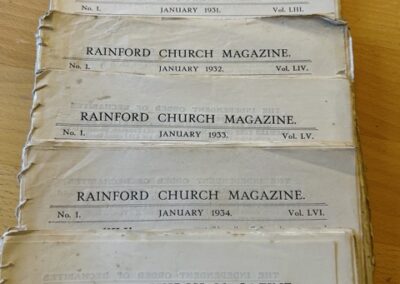 No. 1. JANUARY 1931. Vol. LIII.
RAINFORD CHURCH MAGAZINE.
No. 1. JANUARY 1932. Vol. LIV.
RAINFORD CHURCH MAGAZINE.
No. 1. JANUARY 1933. Vol. LV.
RAINFORD CHURCH MAGAZINE.
No. 1. JANUARY 1934. Vol. LVI.